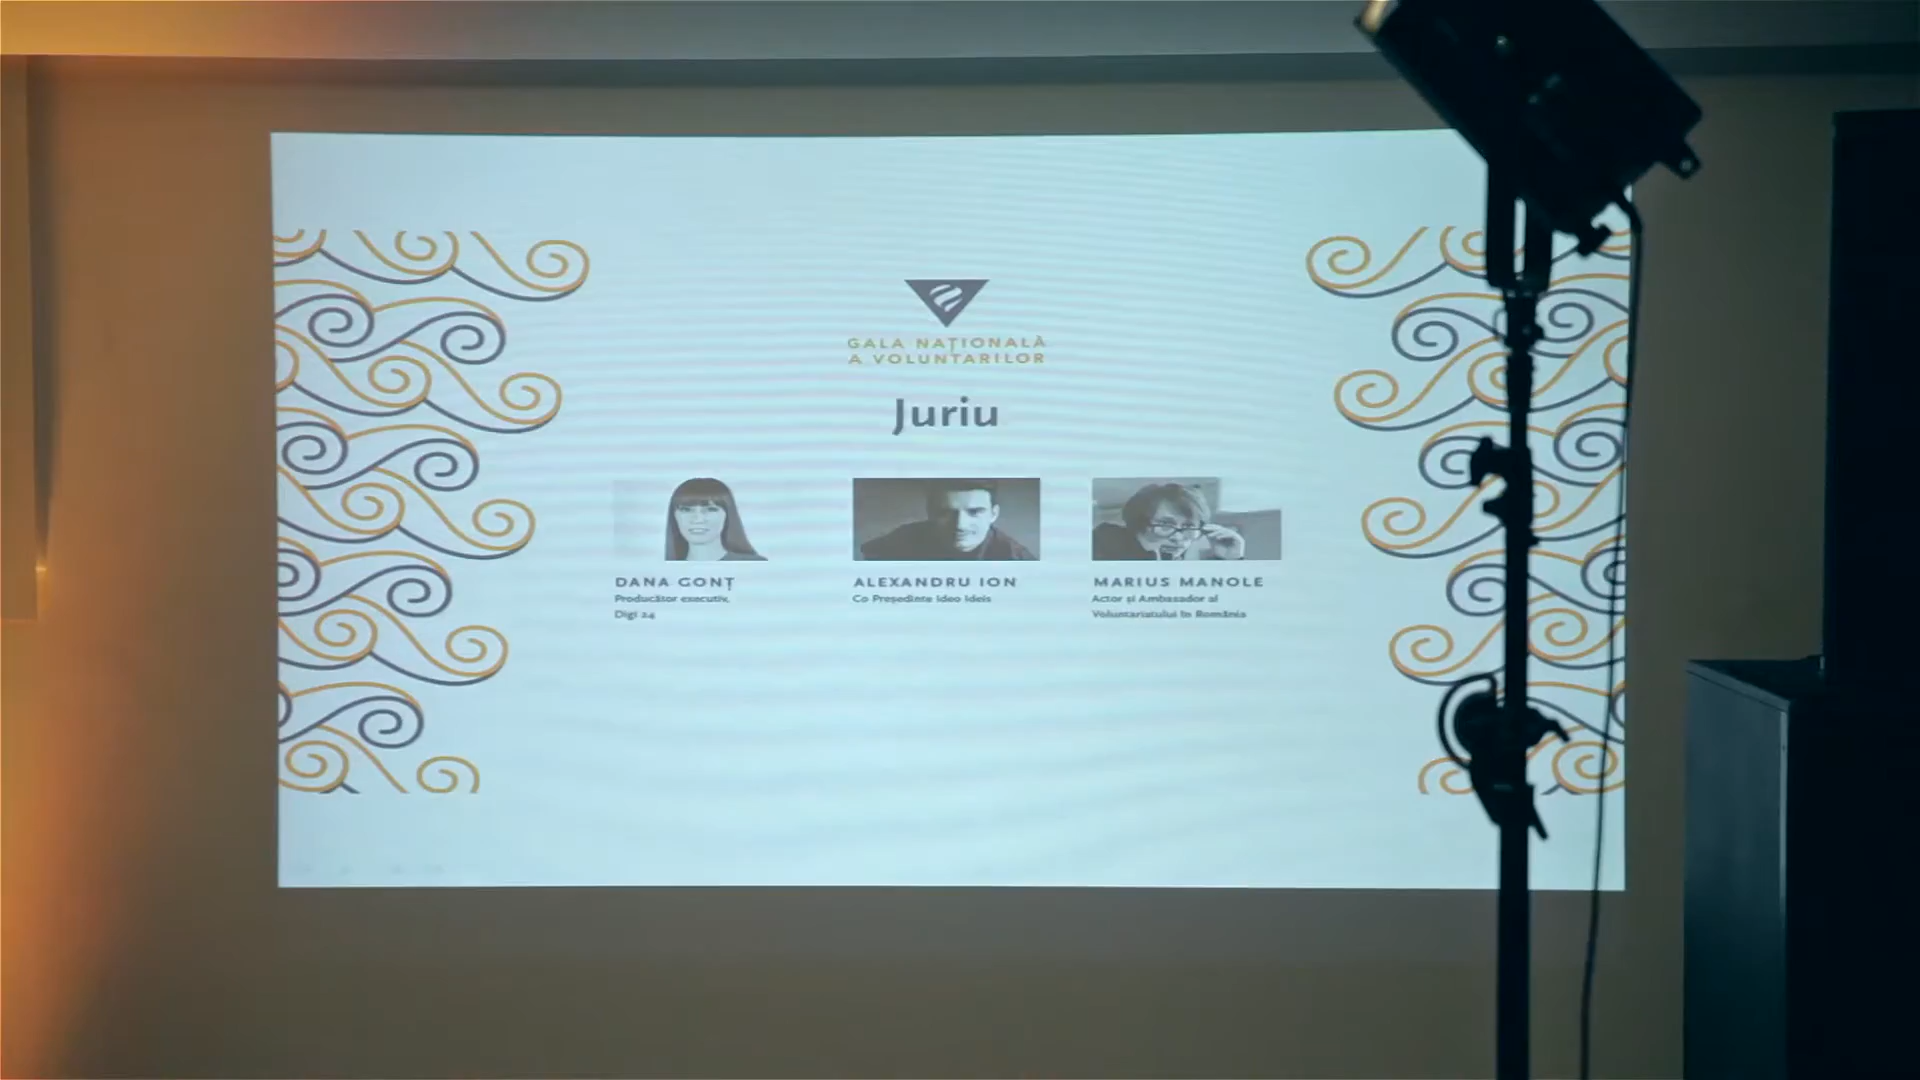 GALA NAȚIONALĂ
A VOLUNTARILOR
Juriu
DANA GONȚ
Producător executiv,
Digi 24
ALEXANDRU ION
Co Președinte Ideo Ideis
MARIUS MANOLE
Actor și Ambasador al
Voluntariatului în România